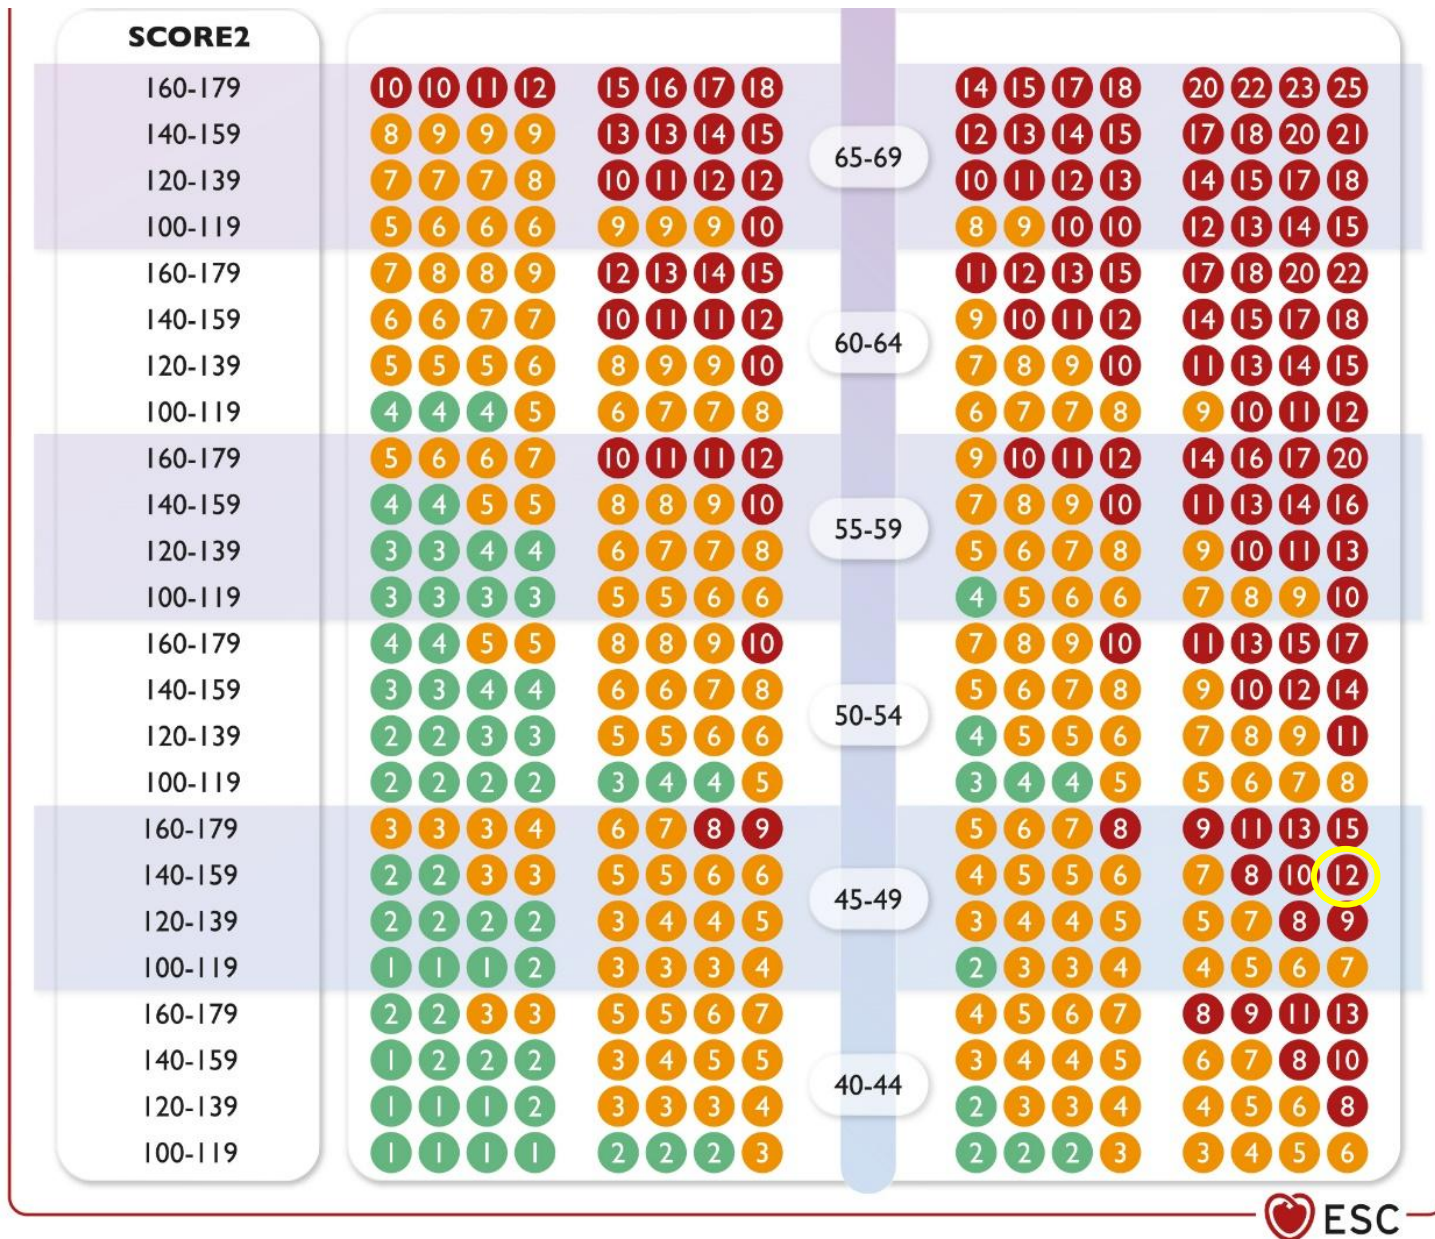 SCORE2
160-179 10 10 11 12 15 16 17 18 14 15 17 18 20 22 23 25
140-159 8 9 9 9 13 13 14 15 12 13 14 15 17 18 20 21
65-69
120-139 7 7 7 8 10 11 12 12 10 11 12 13 14 15 17 18
100-119 5 6 6 6 9 9 9 10 8 9 10 10 12 13 14 15
160-179 7 8 8 9 12 13 14 15 11 12 13 15 17 18 20 22
140-159 6 6 7 7 10 11 11 12 9 10 11 12 14 15 17 18
60-64
120-139 5 5 5 6 8 9 9 10 7 8 9 10 11 13 14 15
100-119 4 4 4 5 6 7 7 8 6 7 7 8 9 10 11 12
160-179 5 6 6 7 10 11 11 12 9 10 11 12 14 16 17 20
140-159 4 4 5 5 8 8 9 10 7 8 9 10 11 13 14 16
55-59
120-139 3 3 4 4 6 7 7 8 5 6 7 8 9 10 11 13
100-119 3 3 3 3 5 5 6 6 4 5 6 6 7 8 9 10
160-179 4 4 5 5 8 8 9 10 7 8 9 10 11 13 15 17
140-159 3 3 4 4 6 6 7 8 5 6 7 8 9 10 12 14
50-54
120-139 2 2 3 3 5 5 6 6 4 5 5 6 7 8 9 11
100-119 2 2 2 2 3 4 4 5 3 4 4 5 5 6 7 8
160-179 3 3 3 4 6 7 8 9 5 6 7 8 9 11 13 15
140-159 2 2 3 3 5 5 6 6 4 5 5 6 7 8 10 12
45-49
120-139 2 2 2 2 3 4 4 5 3 4 4 5 5 7 8 9
100-119 1 1 1 2 3 3 3 4 2 3 3 4 4 5 6 7
160-179 2 2 3 3 5 5 6 7 4 5 6 7 8 9 11 13
140-159 1 2 2 2 3 4 5 5 3 4 4 5 6 7 8 10
40-44
120-139 1 1 1 2 3 3 3 4 2 3 3 4 4 5 6 8
100-119 1 1 1 1 2 2 2 3 2 2 2 3 3 4 5 6
ESC